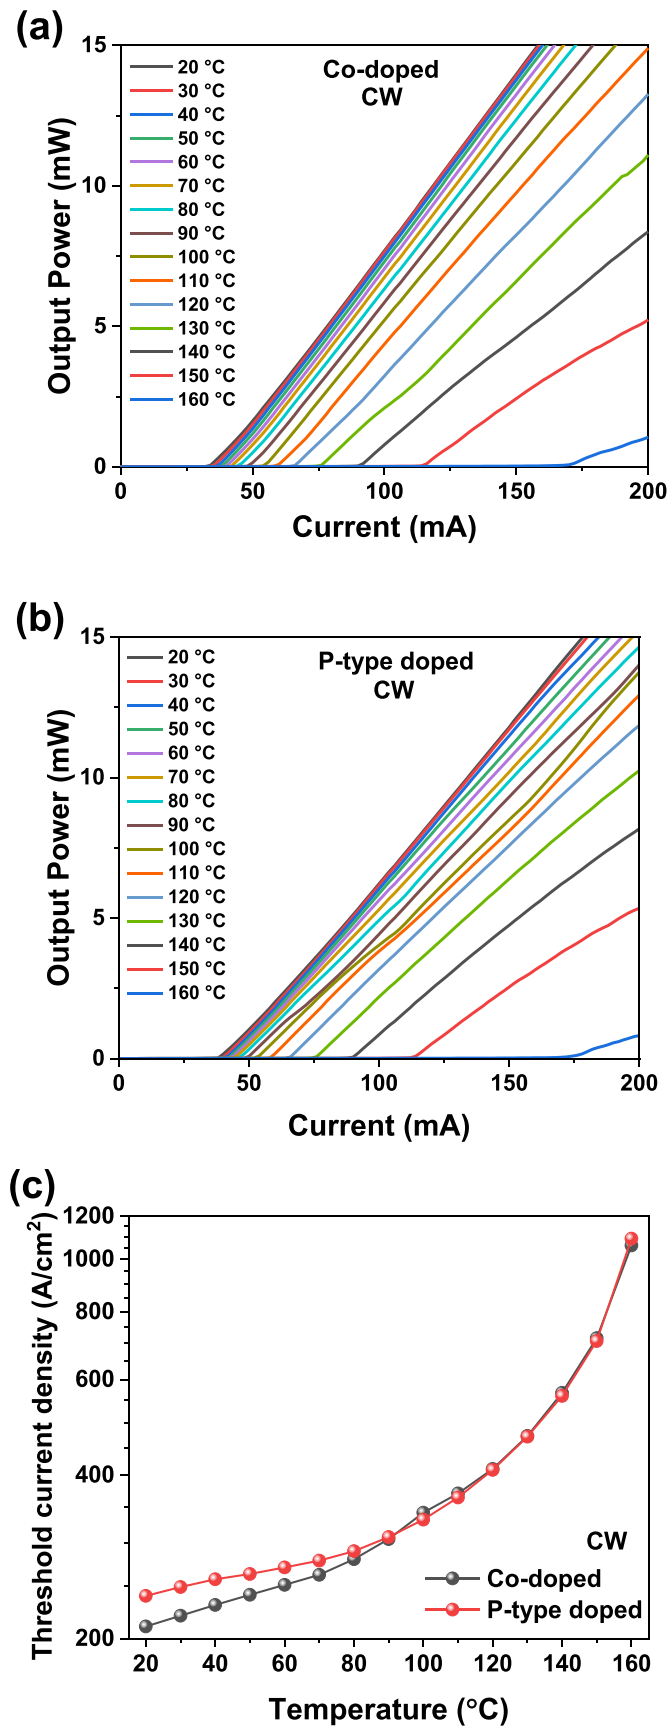 (a)
15
10
5
0
Output Power (mW)
20 °C
30 °C
40 °C
50 °C
60 °C
70 °C
80 °C
90 °C
100 °C
110 °C
120 °C
130 °C
140 °C
150 °C
160 °C
Co-doped
CW
0 50 100 150 200
Current (mA)
(b)
15
10
5
0
Output Power (mW)
20 °C
30 °C
40 °C
50 °C
60 °C
70 °C
80 °C
90 °C
100 °C
110 °C
120 °C
130 °C
140 °C
150 °C
160 °C
P-type doped
CW
0 50 100 150 200
Current (mA)
(c)
1200
1000
800
600
400
200
Threshold current density (A/cm²)
CW
Co-doped
P-type doped
20 40 60 80 100 120 140 160
Temperature (°C)